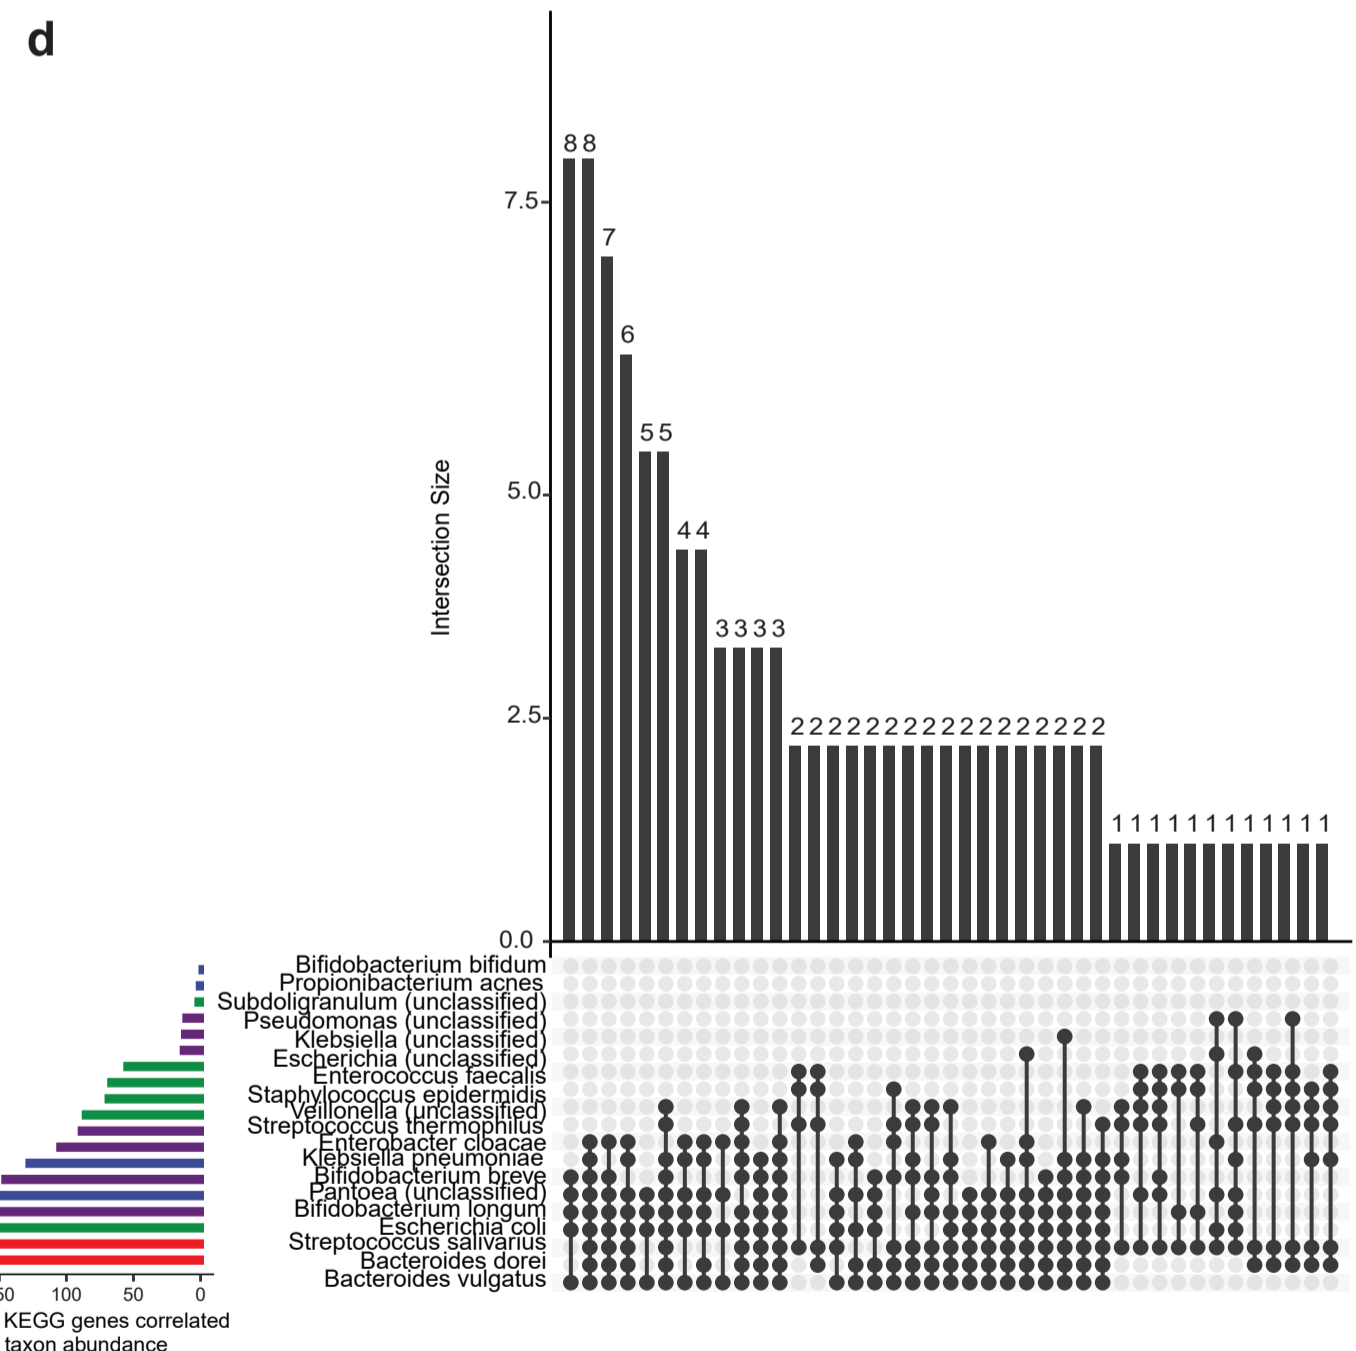 d
8 8
7.5
7
6
5 5
5.0
4 4
3 3 3 3
2.5
2 2 2 2 2 2 2 2 2 2 2 2 2 2 2 2 2
1 1 1 1 1 1 1 1 1 1 1 1
0.0
Intersection Size
Bifidobacterium bifidum
Propionibacterium acnes
Subdoligranulum (unclassified)
Pseudomonas (unclassified)
Klebsiella (unclassified)
Escherichia (unclassified)
Enterococcus faecalis
Staphylococcus epidermidis
Veillonella (unclassified)
Streptococcus thermophilus
Enterobacter cloacae
Klebsiella pneumoniae
Bifidobacterium breve
Pantoea (unclassified)
Bifidobacterium longum
Escherichia coli
Streptococcus salivarius
Bacteroides dorei
Bacteroides vulgatus
50 100 50 0
KEGG genes correlated
taxon abundance